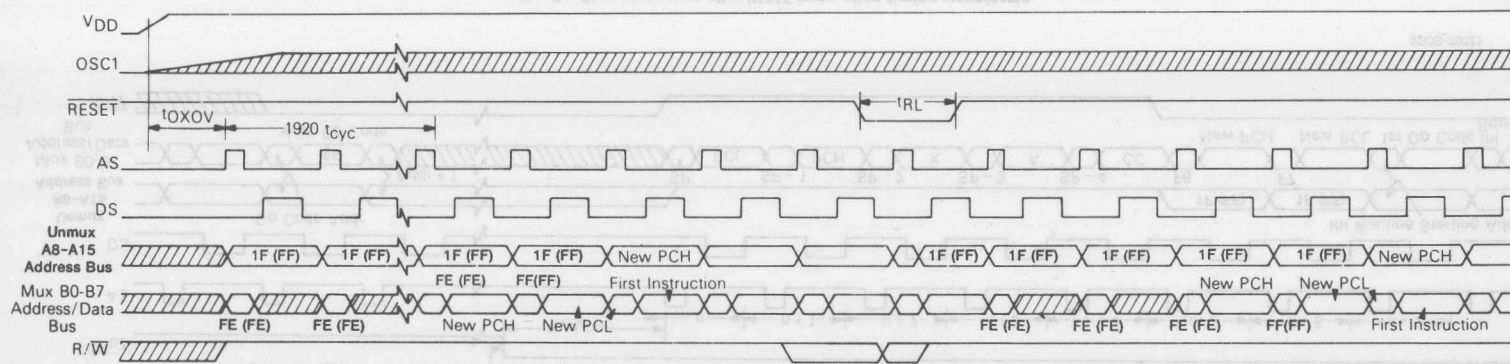 VDD
OSC1
RESET
tOXOV
1920 tcyc
tRL
AS
DS
Unmux
A8-A15
Address Bus
1F (FF) 1F (FF) 1F (FF) 1F (FF) New PCH 1F (FF) 1F (FF) 1F (FF) 1F (FF) 1F (FF) New PCH
FE (FE) FF(FF) First Instruction New PCH New PCL
Mux B0-B7
Address/Data
Bus
FE (FE) FE (FE) New PCH New PCL FE (FE) FE (FE) FE (FE) FF(FF) First Instruction
R/W